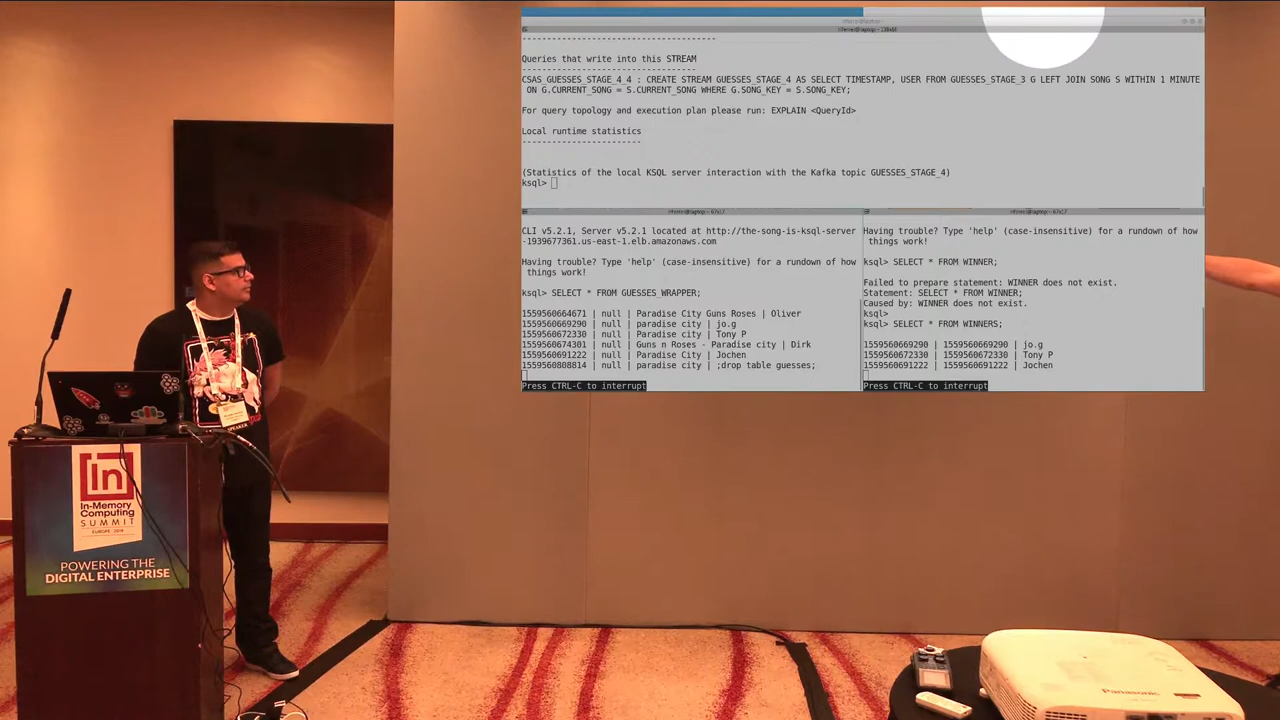 Queries that write into this STREAM
-----------------------------------
CSAS_GUESSES_STAGE_4_4 : CREATE STREAM GUESSES_STAGE_4 AS SELECT TIMESTAMP, USER FROM GUESSES_STAGE_3 G LEFT JOIN SONG S WITHIN 1 MINUTE
ON G.CURRENT_SONG = S.CURRENT_SONG WHERE G.SONG_KEY = S.SONG_KEY;
For query topology and execution plan please run: EXPLAIN <QueryId>
Local runtime statistics
------------------------
(Statistics of the local KSQL server interaction with the Kafka topic GUESSES_STAGE_4)
ksql>
CLI v5.2.1, Server v5.2.1 located at http://the-song-is-ksql-server
-1939677361.us-east-1.elb.amazonaws.com
Having trouble? Type 'help' (case-insensitive) for a rundown of how
things work!
ksql> SELECT * FROM GUESSES_WRAPPER;
1559560664671 | null | Paradise City Guns Roses | Oliver
1559560669290 | null | Paradise city | jo.g
1559560672330 | null | Paradise city | Tony P
1559560674301 | null | Guns n Roses - Paradise city | Dirk
1559560691222 | null | Paradise City | Jochen
1559560808814 | null | paradise city | ;drop table guesses;
Press CTRL-C to interrupt
Having trouble? Type 'help' (case-insensitive) for a rundown of how
things work!
ksql> SELECT * FROM WINNER;
Failed to prepare statement: WINNER does not exist.
Statement: SELECT * FROM WINNER;
Caused by: WINNER does not exist.
ksql>
ksql> SELECT * FROM WINNERS;
1559560669290 | 1559560669290 | jo.g
1559560672330 | 1559560672330 | Tony P
1559560691222 | 1559560691222 | Jochen
Press CTRL-C to interrupt
SPEAKER
In
In-Memory
Computing
SUMMIT
EUROPE 2019
POWERING THE
DIGITAL ENTERPRISE
Panasonic